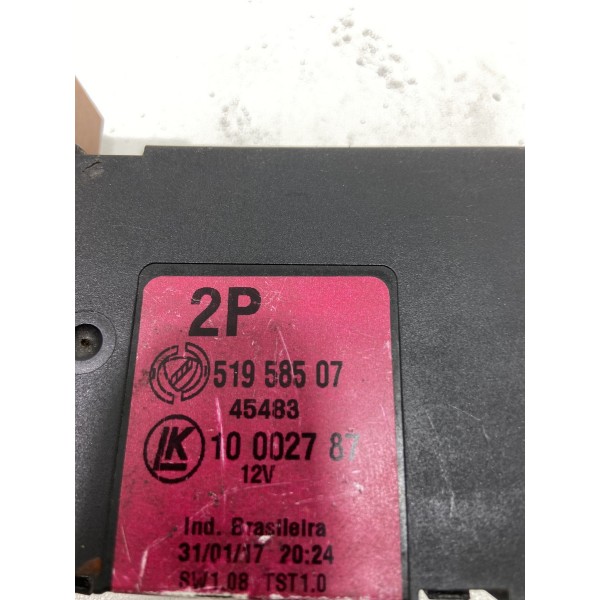 2P
519 585 07
45483
LK 10 0027 87
12V
Ind. Brasileira
31/01/17 20:24
SW1.08 TST1.0